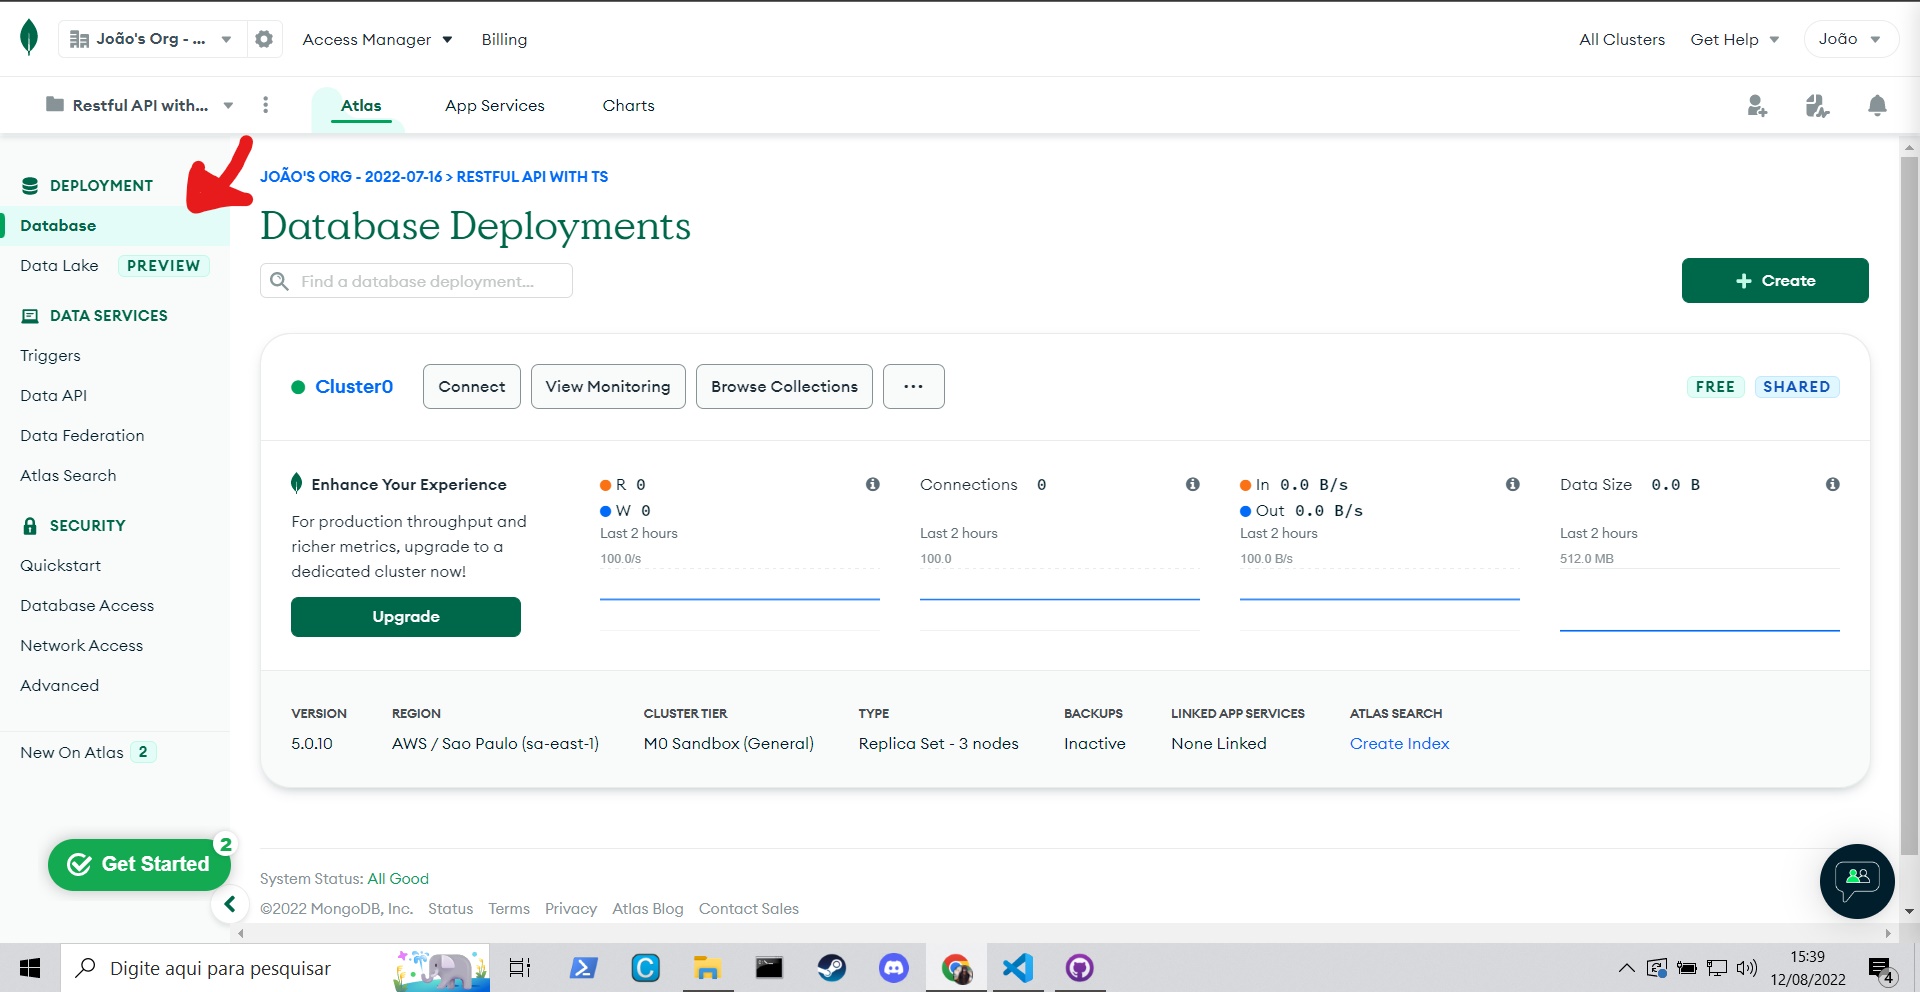 João's Org - ...
Access Manager
Billing
All Clusters
Get Help
João
Restful API with...
Atlas
App Services
Charts
DEPLOYMENT
Database
Data Lake PREVIEW
DATA SERVICES
Triggers
Data API
Data Federation
Atlas Search
SECURITY
Quickstart
Database Access
Network Access
Advanced
New On Atlas 2
Get Started 2
JOÃO'S ORG - 2022-07-16 > RESTFUL API WITH TS
Database Deployments
Find a database deployment...
+ Create
Cluster0
Connect
View Monitoring
Browse Collections
...
FREE
SHARED
Enhance Your Experience
For production throughput and
richer metrics, upgrade to a
dedicated cluster now!
Upgrade
R 0
W 0
Last 2 hours
100.0/s
Connections 0
Last 2 hours
100.0
In 0.0 B/s
Out 0.0 B/s
Last 2 hours
100.0 B/s
Data Size 0.0 B
Last 2 hours
512.0 MB
VERSION
5.0.10
REGION
AWS / Sao Paulo (sa-east-1)
CLUSTER TIER
M0 Sandbox (General)
TYPE
Replica Set - 3 nodes
BACKUPS
Inactive
LINKED APP SERVICES
None Linked
ATLAS SEARCH
Create Index
System Status: All Good
©2022 MongoDB, Inc. Status Terms Privacy Atlas Blog Contact Sales
Digite aqui para pesquisar
15:39
12/08/2022
4